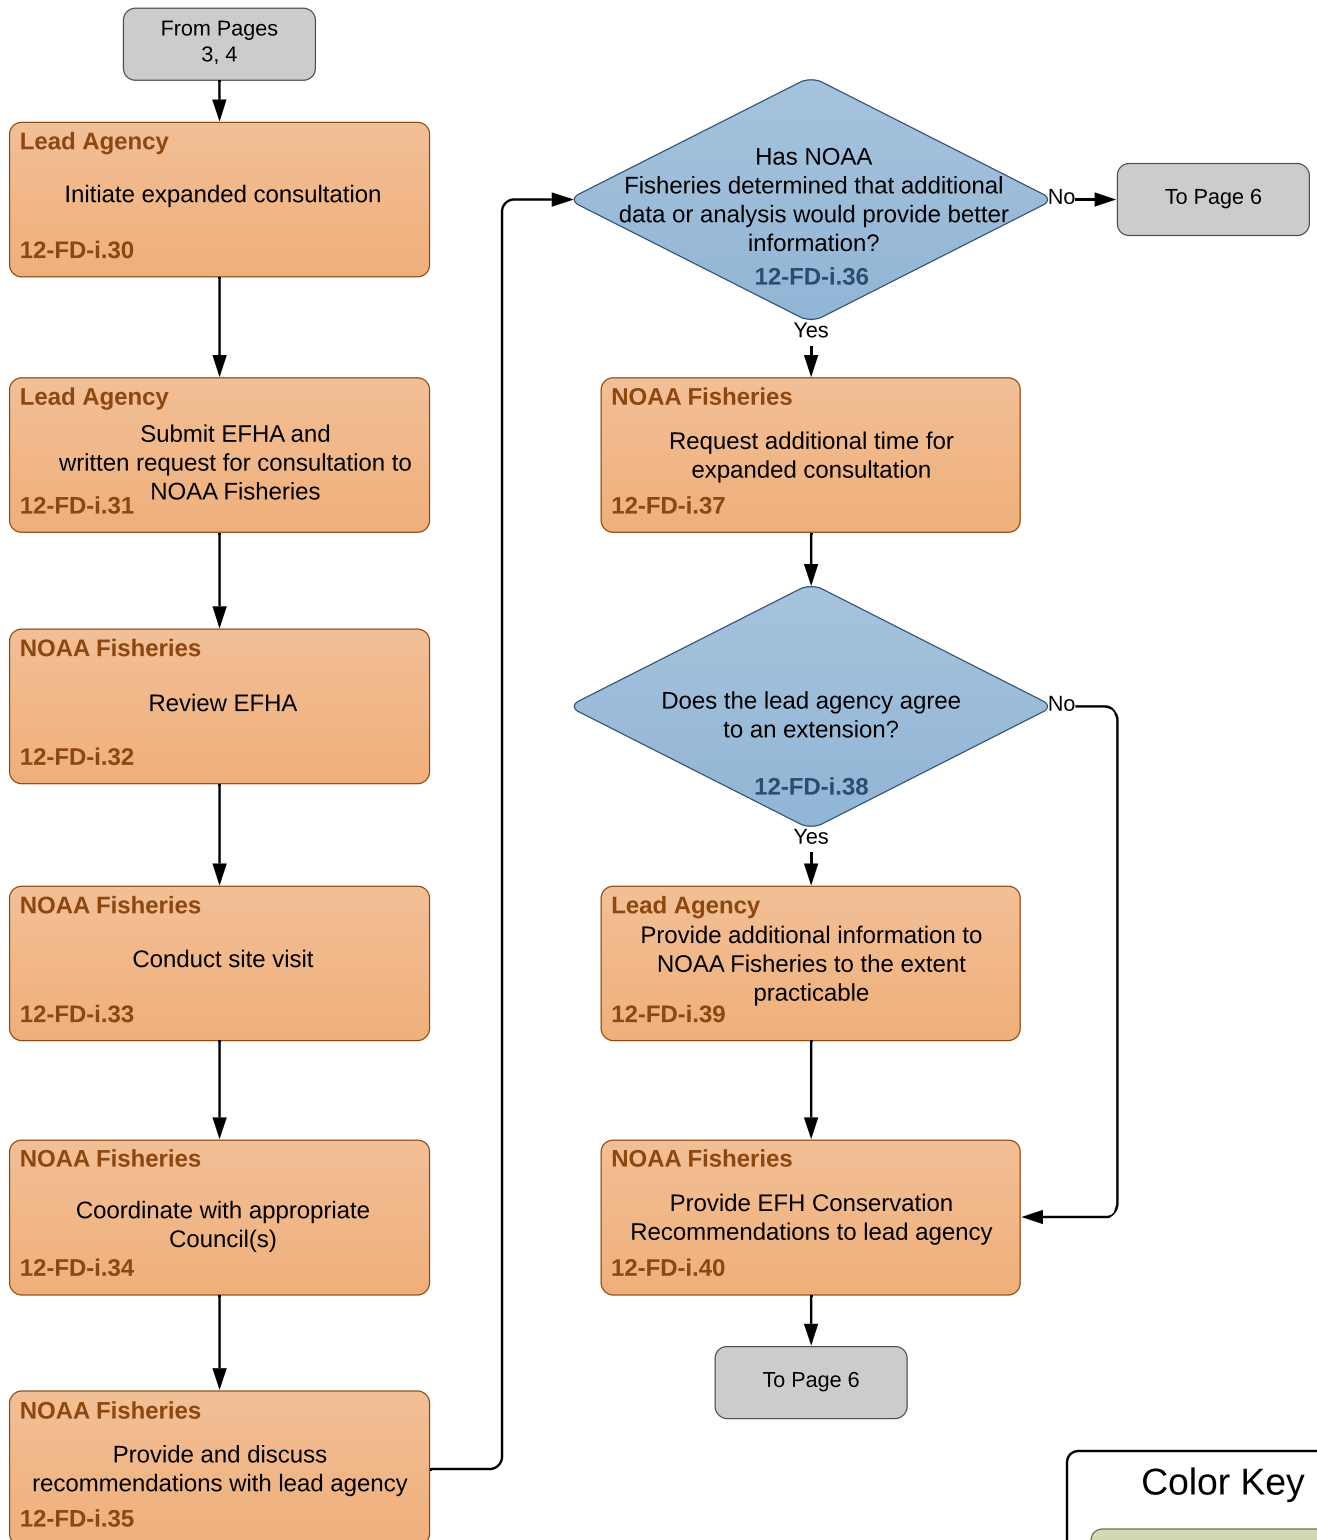 From Pages
3, 4
Lead Agency
Initiate expanded consultation
12-FD-i.30
Lead Agency
Submit EFHA and
written request for consultation to
NOAA Fisheries
12-FD-i.31
NOAA Fisheries
Review EFHA
12-FD-i.32
NOAA Fisheries
Conduct site visit
12-FD-i.33
NOAA Fisheries
Coordinate with appropriate
Council(s)
12-FD-i.34
NOAA Fisheries
Provide and discuss
recommendations with lead agency
12-FD-i.35
Has NOAA
Fisheries determined that additional
data or analysis would provide better
information?
12-FD-i.36
No
To Page 6
Yes
NOAA Fisheries
Request additional time for
expanded consultation
12-FD-i.37
Does the lead agency agree
to an extension?
12-FD-i.38
No
Yes
Lead Agency
Provide additional information to
NOAA Fisheries to the extent
practicable
12-FD-i.39
NOAA Fisheries
Provide EFH Conservation
Recommendations to lead agency
12-FD-i.40
To Page 6
Color Key